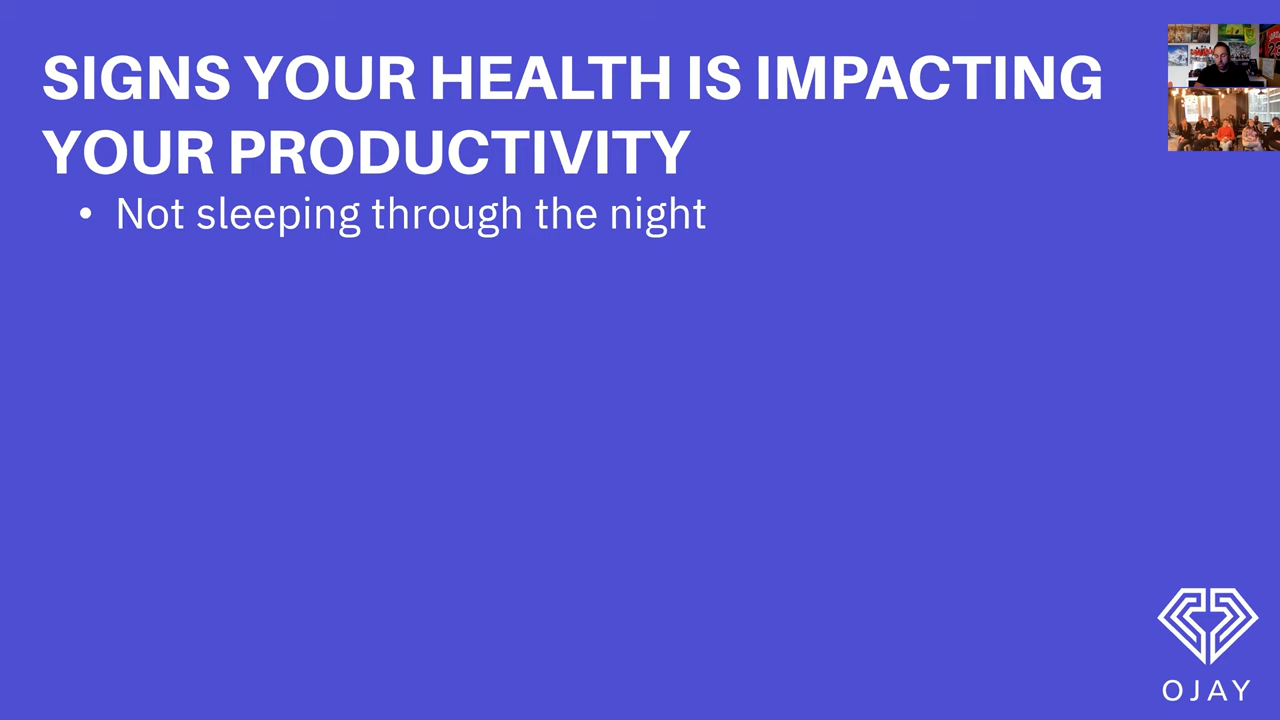 SIGNS YOUR HEALTH IS IMPACTING
YOUR PRODUCTIVITY
• Not sleeping through the night
OJAY